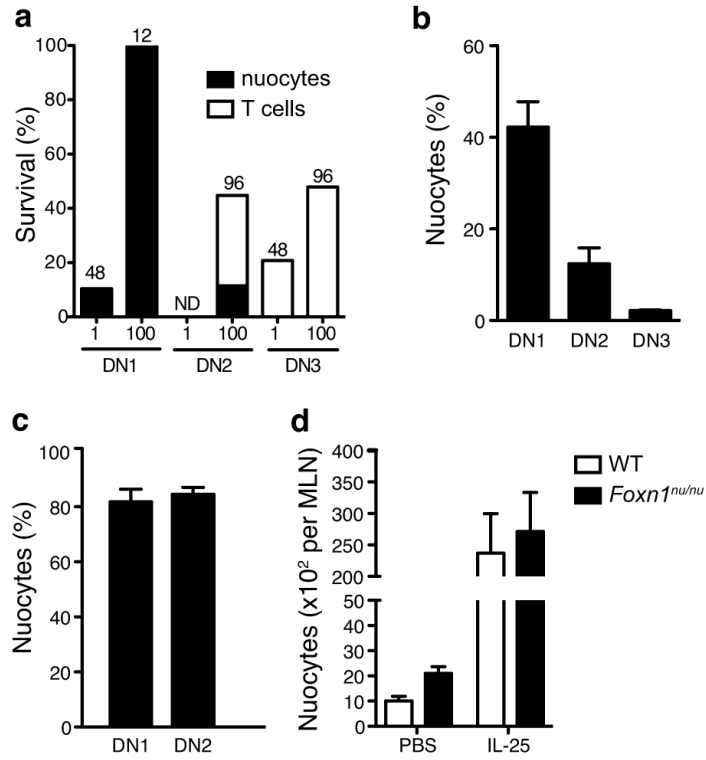 a
Survival (%)
100
80
60
40
20
0
48
12
ND
96
48
96
nuocytes
T cells
1 100 1 100 1 100
DN1 DN2 DN3
b
Nuocytes (%)
60
40
20
0
DN1 DN2 DN3
c
Nuocytes (%)
100
80
60
40
20
0
DN1 DN2
d
Nuocytes (x10² per MLN)
400
350
300
250
200
50
40
30
20
10
0
PBS IL-25
WT
Foxn1ⁿᵘ/ⁿᵘ